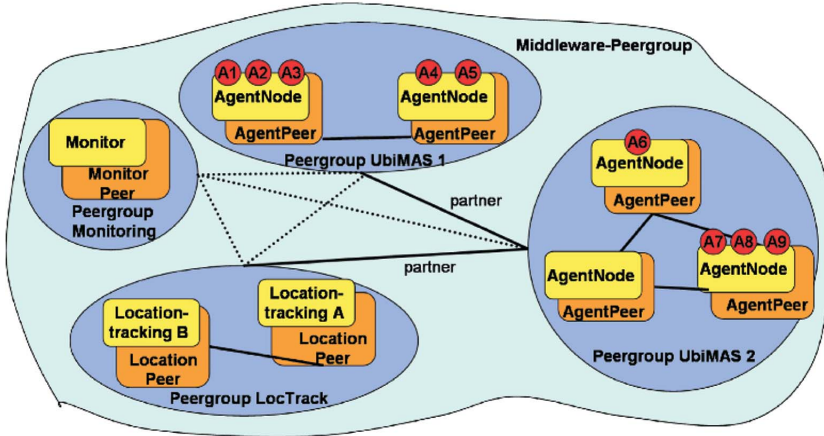 Middleware-Peergroup
A1 A2 A3
AgentNode
AgentPeer
A4 A5
AgentNode
AgentPeer
Peergroup UbiMAS 1
Monitor
Monitor
Peer
Peergroup
Monitoring
partner
partner
A6
AgentNode
AgentPeer
A7 A8 A9
AgentNode
AgentPeer
AgentNode
AgentPeer
Peergroup UbiMAS 2
Location-
tracking A
Location
Peer
Location-
tracking B
Location
Peer
Peergroup LocTrack